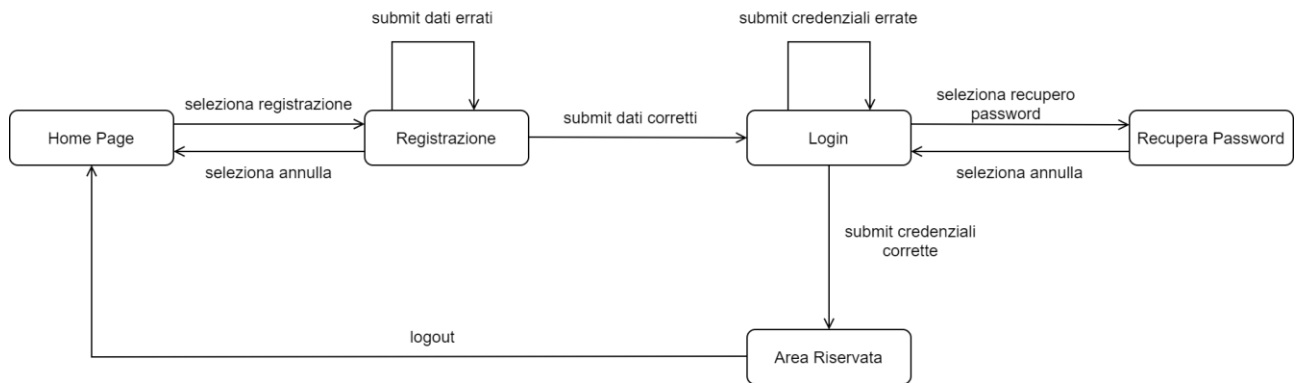 submit dati errati
submit credenziali errate
seleziona registrazione
seleziona recupero
password
Home Page
Registrazione
submit dati corretti
Login
Recupera Password
seleziona annulla
seleziona annulla
submit credenziali
corrette
logout
Area Riservata